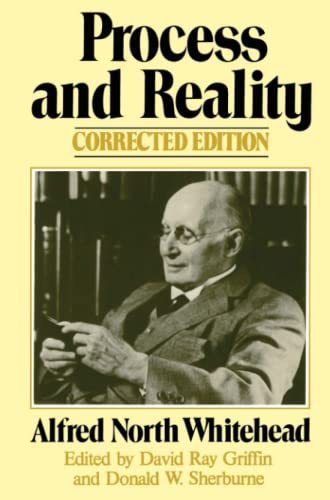 Process
and Reality
CORRECTED EDITION
Alfred North Whitehead
Edited by David Ray Griffin
and Donald W. Sherburne